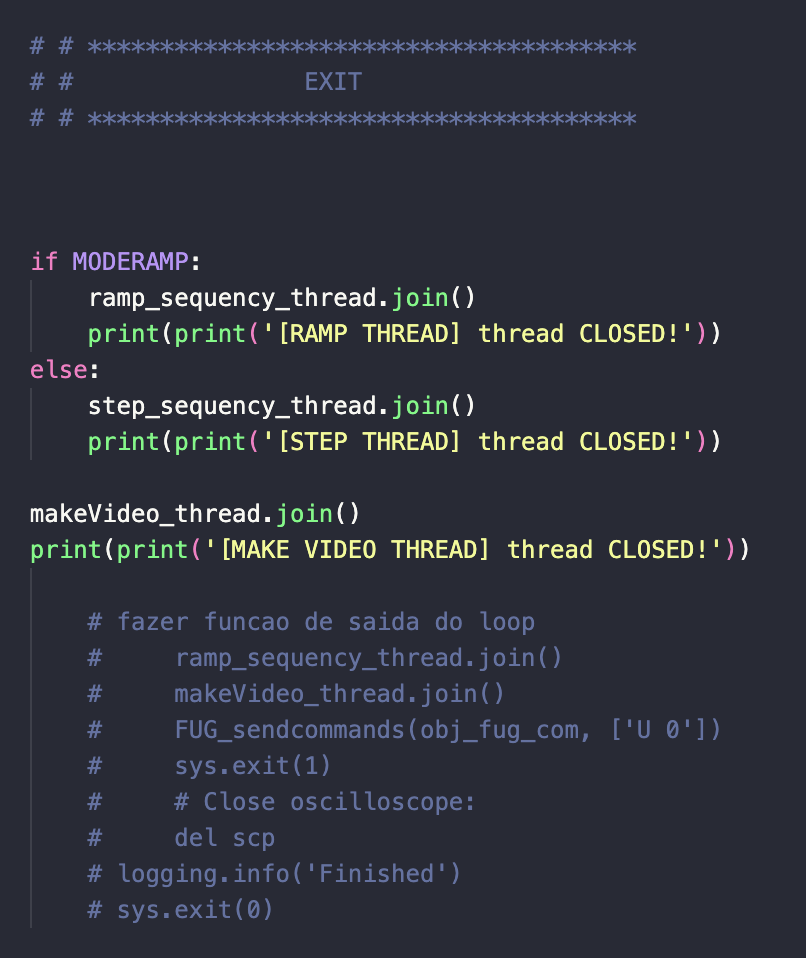 # # **************************************
# #                EXIT
# # **************************************
if MODERAMP:
    ramp_sequency_thread.join()
    print(print('[RAMP THREAD] thread CLOSED!'))
else:
    step_sequency_thread.join()
    print(print('[STEP THREAD] thread CLOSED!'))
makeVideo_thread.join()
print(print('[MAKE VIDEO THREAD] thread CLOSED!'))
    # fazer funcao de saida do loop
    #     ramp_sequency_thread.join()
    #     makeVideo_thread.join()
    #     FUG_sendcommands(obj_fug_com, ['U 0'])
    #     sys.exit(1)
    #     # Close oscilloscope:
    #     del scp
    # logging.info('Finished')
    # sys.exit(0)